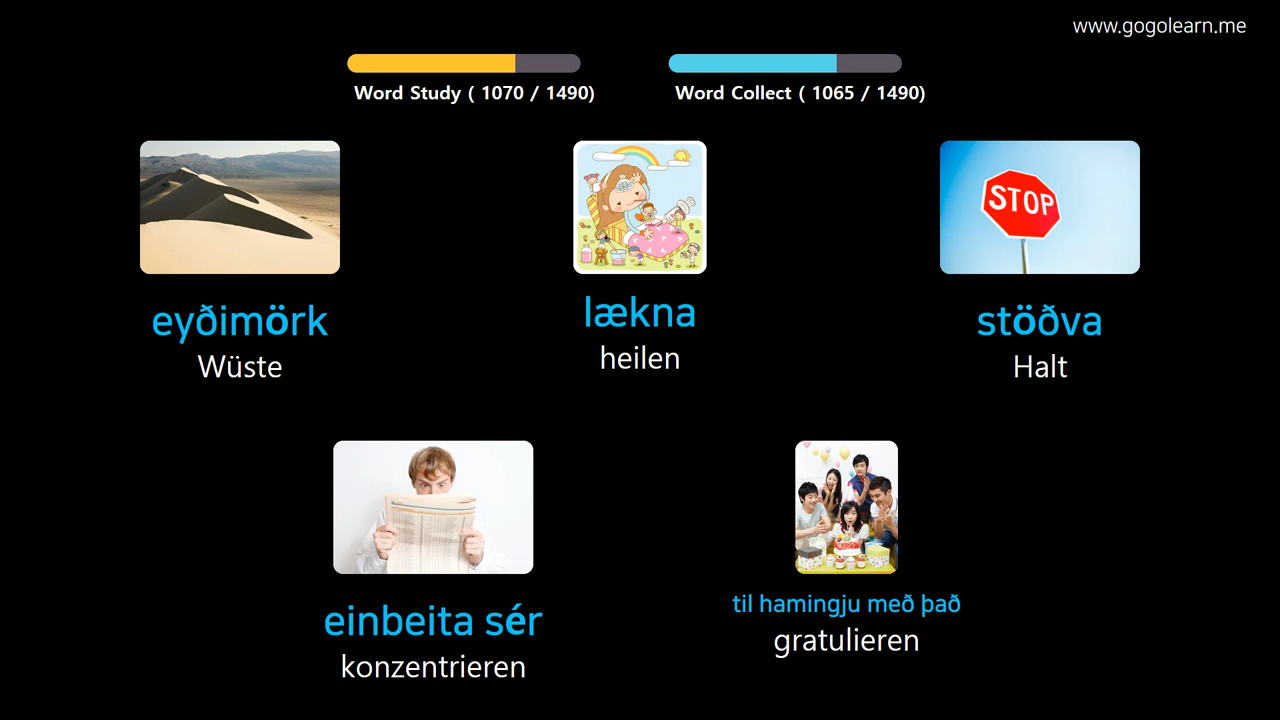 www.gogolearn.me
Word Study ( 1070 / 1490)
Word Collect ( 1065 / 1490)
STOP
eyðimörk
Wüste
lækna
heilen
stöðva
Halt
einbeita sér
konzentrieren
til hamingju með það
gratulieren